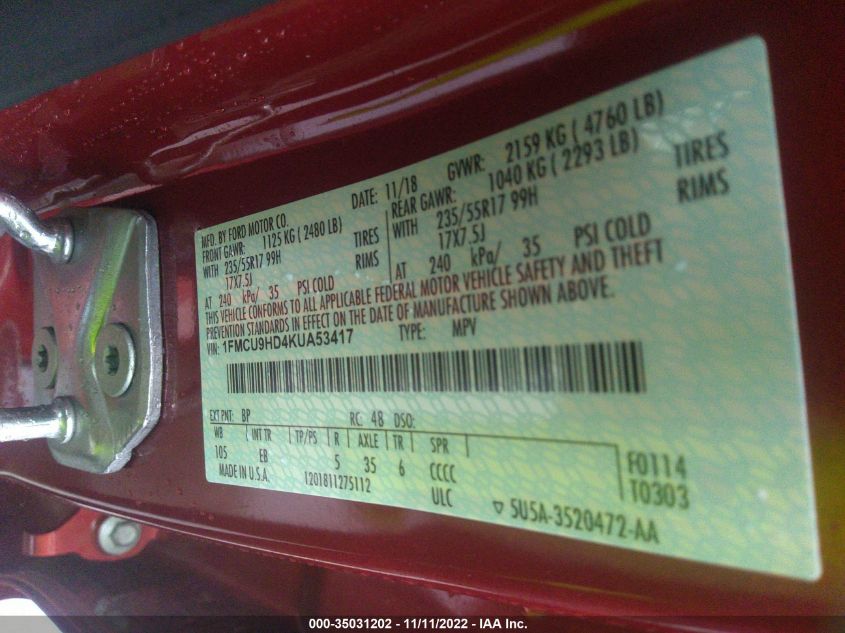 MFD. BY FORD MOTOR CO.
DATE: 11/18 GVWR: 2159 KG ( 4760 LB)
FRONT GAWR: 1125 KG ( 2480 LB) REAR GAWR: 1040 KG ( 2293 LB)
WITH 235/55R17 99H TIRES WITH 235/55R17 99H TIRES
17X7.5J RIMS 17X7.5J RIMS
AT 240 kPa/ 35 PSI COLD AT 240 kPa/ 35 PSI COLD
THIS VEHICLE CONFORMS TO ALL APPLICABLE FEDERAL MOTOR VEHICLE SAFETY AND THEFT
PREVENTION STANDARDS IN EFFECT ON THE DATE OF MANUFACTURE SHOWN ABOVE.
VIN: 1FMCU9HD4KUA53417 TYPE: MPV
EXT PNT: BP RC: 48 DSO:
WB INT TR TP/PS R AXLE TR SPR
105 EB 5 35 6 CCCC F0114
MADE IN U.S.A. 1201811275112 ULC T0303
5U5A-3520472-AA
000-35031202 - 11/11/2022 - IAA Inc.